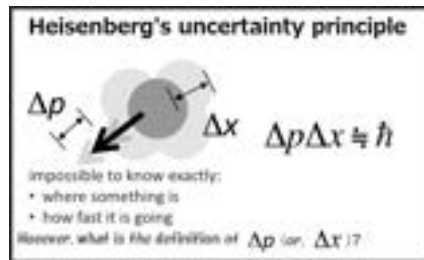 Heisenberg's uncertainty principle
Δp
Δx
ΔpΔx ≒ ℏ
impossible to know exactly:
• where something is
• how fast it is going
However, what is the definition of Δp (or, Δx )?